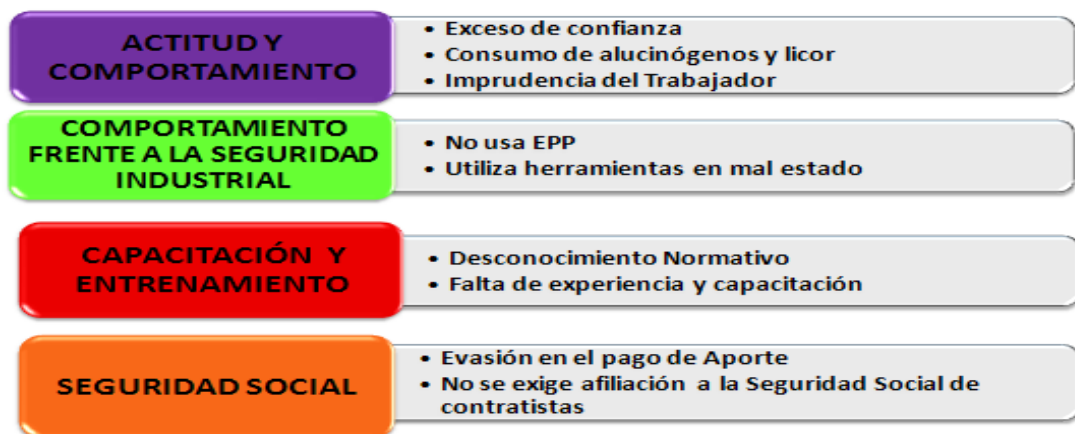 ACTITUD Y
COMPORTAMIENTO
• Exceso de confianza
• Consumo de alucinógenos y licor
• Imprudencia del Trabajador
COMPORTAMIENTO
FRENTE A LA SEGURIDAD
INDUSTRIAL
• No usa EPP
• Utiliza herramientas en mal estado
CAPACITACIÓN Y
ENTRENAMIENTO
• Desconocimiento Normativo
• Falta de experiencia y capacitación
SEGURIDAD SOCIAL
• Evasión en el pago de Aporte
• No se exige afiliación a la Seguridad Social de
contratistas